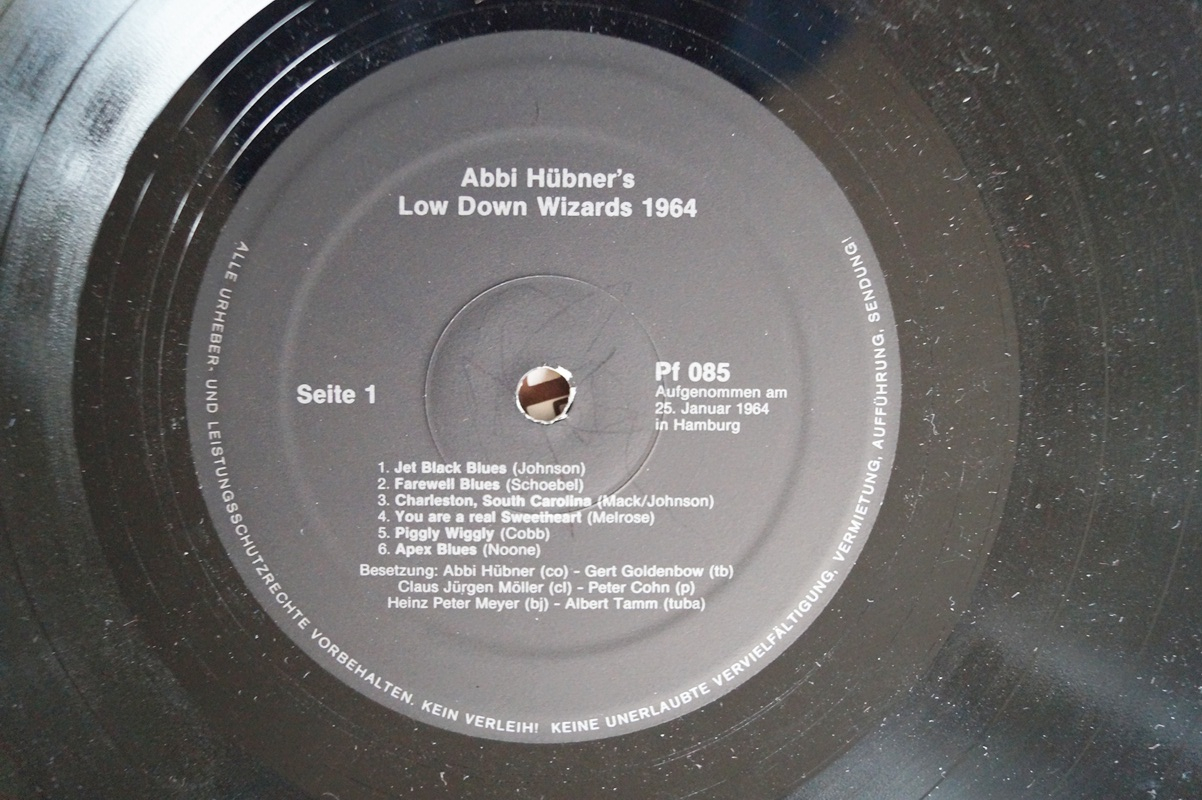 Abbi Hübner's
Low Down Wizards 1964
Seite 1
Pf 085
Aufgenommen am
25. Januar 1964
in Hamburg
1. Jet Black Blues (Johnson)
2. Farewell Blues (Schoebel)
3. Charleston, South Carolina (Mack/Johnson)
4. You are a real Sweetheart (Melrose)
5. Piggly Wiggly (Cobb)
6. Apex Blues (Noone)
Besetzung: Abbi Hübner (co) - Gert Goldenbow (tb)
Claus Jürgen Möller (cl) - Peter Cohn (p)
Heinz Peter Meyer (bj) - Albert Tamm (tuba)
ALLE URHEBER- UND LEISTUNGSSCHUTZRECHTE VORBEHALTEN. KEIN VERLEIH! KEINE UNERLAUBTE VERVIELFÄLTIGUNG, VERMIETUNG, AUFFÜHRUNG, SENDUNG!